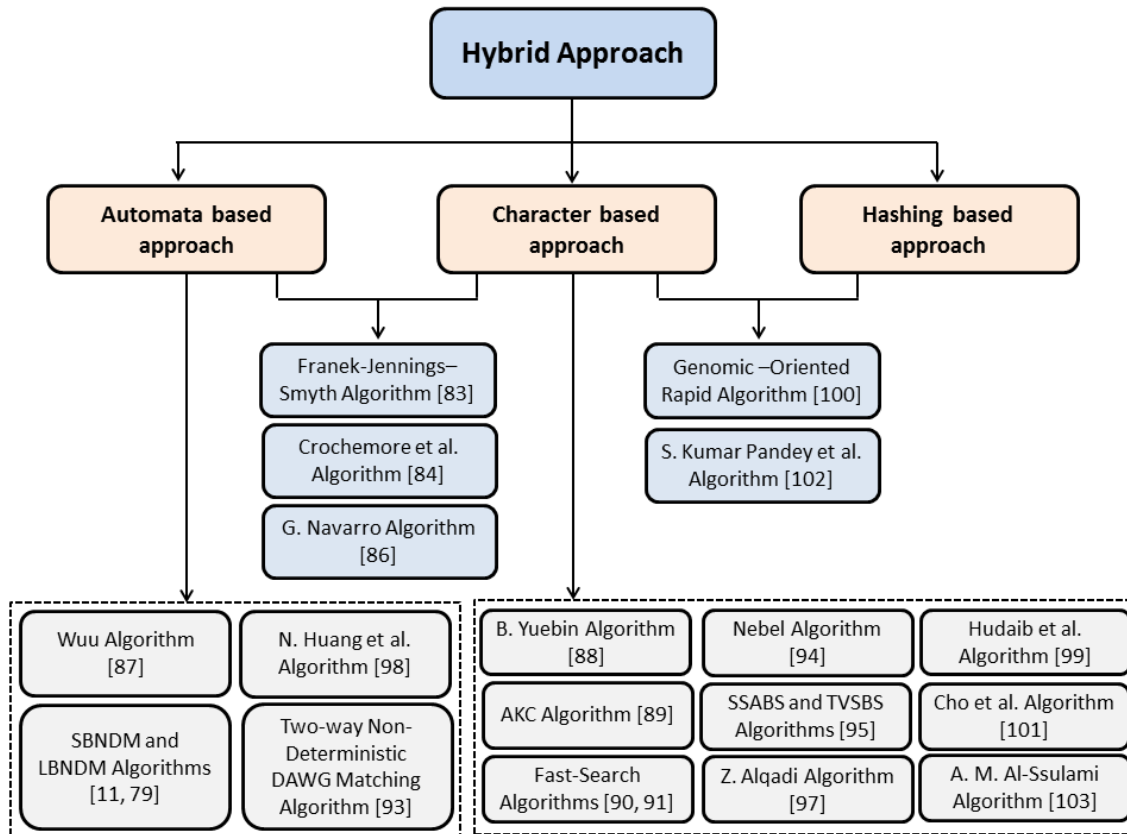 Hybrid Approach
Automata based
approach
Character based
approach
Hashing based
approach
Franek-Jennings–
Smyth Algorithm [83]
Crochemore et al.
Algorithm [84]
G. Navarro Algorithm
[86]
Genomic –Oriented
Rapid Algorithm [100]
S. Kumar Pandey et al.
Algorithm [102]
Wuu Algorithm
[87]
N. Huang et al.
Algorithm [98]
SBNDM and
LBNDM Algorithms
[11, 79]
Two-way Non-
Deterministic
DAWG Matching
Algorithm [93]
B. Yuebin Algorithm
[88]
Nebel Algorithm
[94]
Hudaib et al.
Algorithm [99]
AKC Algorithm [89]
SSABS and TVSBS
Algorithms [95]
Cho et al. Algorithm
[101]
Fast-Search
Algorithms [90, 91]
Z. Alqadi Algorithm
[97]
A. M. Al-Ssulami
Algorithm [103]